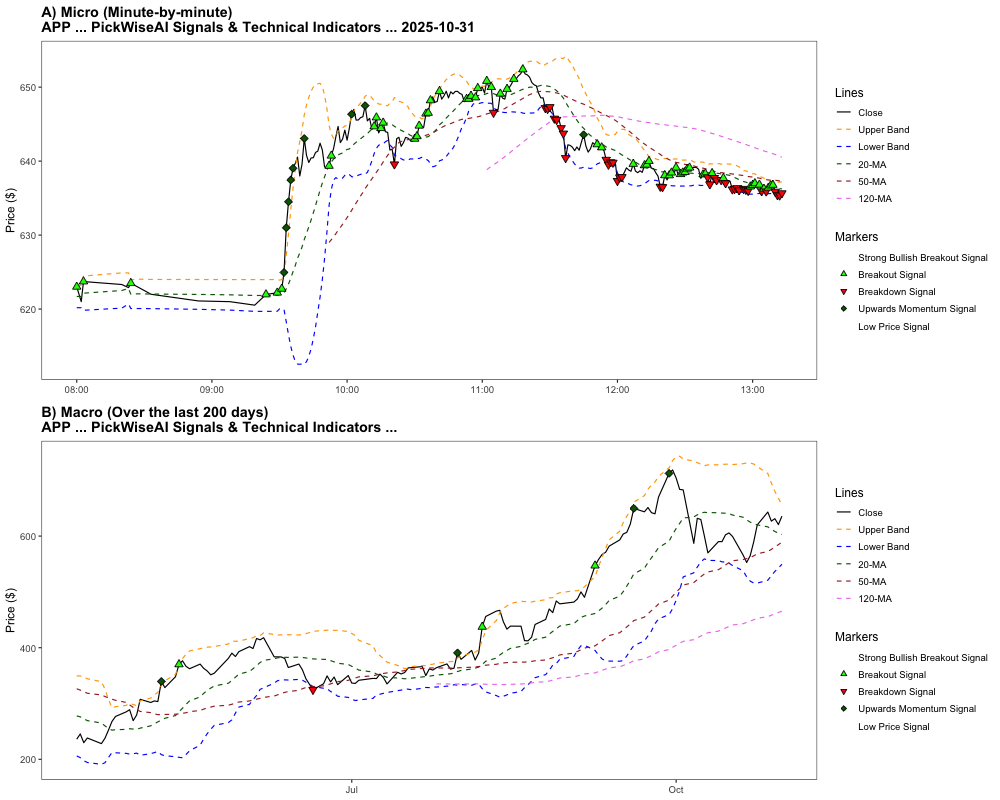 A) Micro (Minute-by-minute)
APP ... PickWiseAI Signals & Technical Indicators ... 2025-10-31
Price ($)
650
640
630
620
08:00
09:00
10:00
11:00
12:00
13:00
Lines
Close
Upper Band
Lower Band
20-MA
50-MA
120-MA
Markers
Strong Bullish Breakout Signal
Breakout Signal
Breakdown Signal
Upwards Momentum Signal
Low Price Signal
B) Macro (Over the last 200 days)
APP ... PickWiseAI Signals & Technical Indicators ...
Price ($)
600
400
200
Jul
Oct
Lines
Close
Upper Band
Lower Band
20-MA
50-MA
120-MA
Markers
Strong Bullish Breakout Signal
Breakout Signal
Breakdown Signal
Upwards Momentum Signal
Low Price Signal